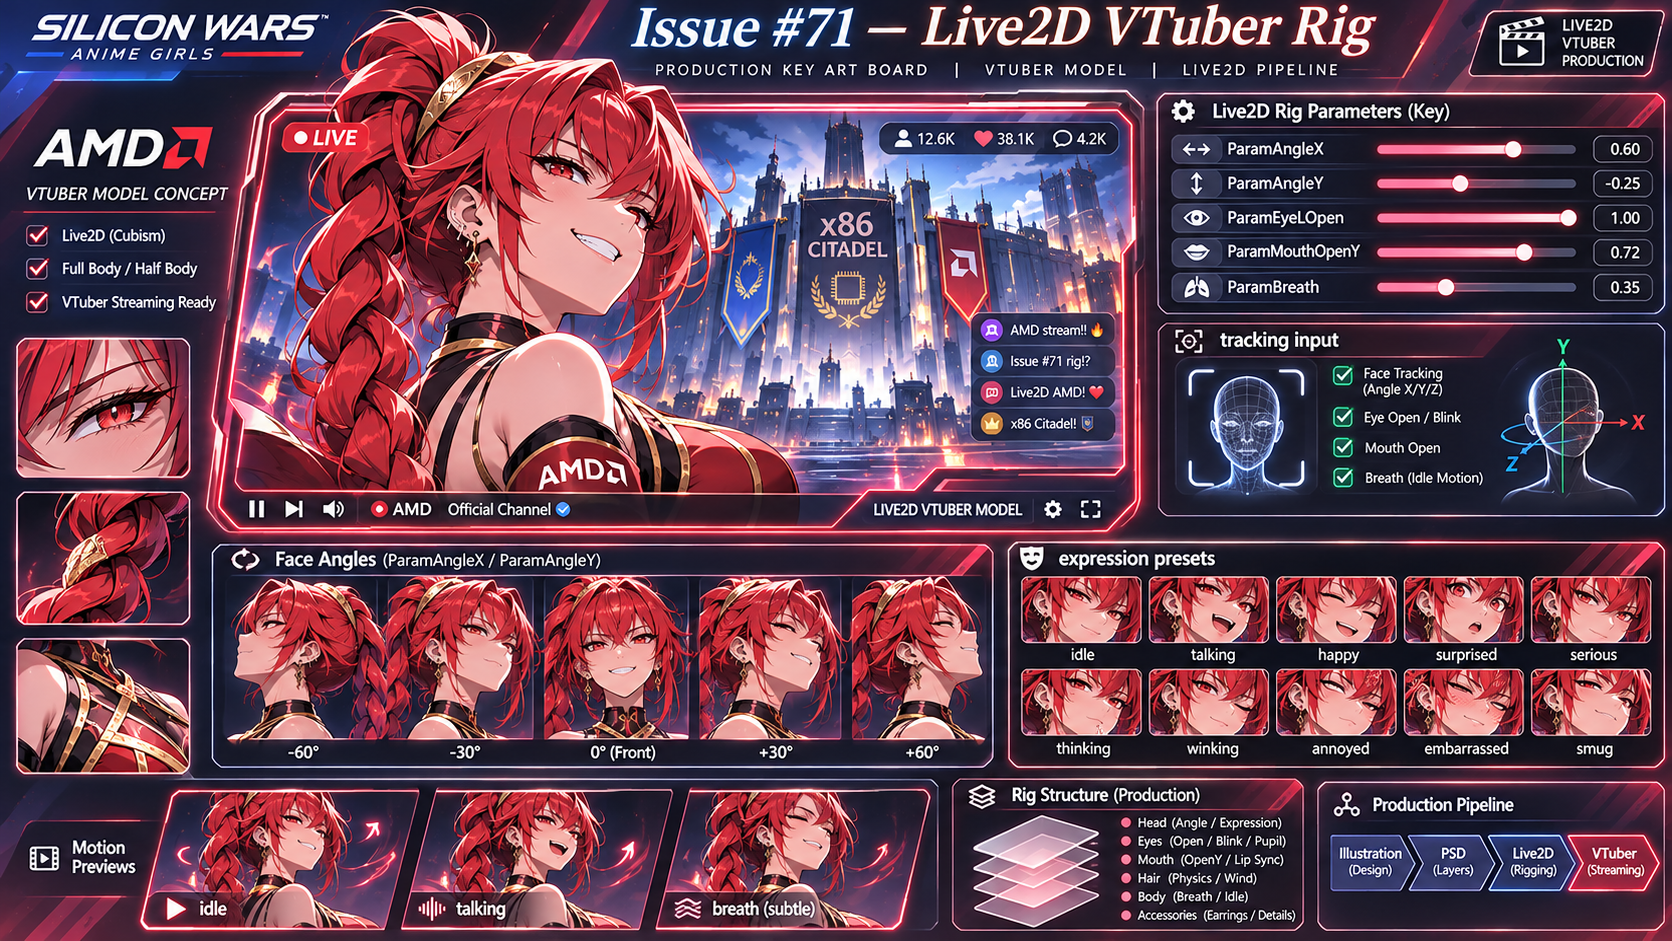 SILICON WARS™
ANIME GIRLS
Issue #71 — Live2D VTuber Rig
PRODUCTION KEY ART BOARD | VTUBER MODEL | LIVE2D PIPELINE
LIVE2D
VTUBER
PRODUCTION
AMD
VTUBER MODEL CONCEPT
Live2D (Cubism)
Full Body / Half Body
VTuber Streaming Ready
LIVE
12.6K 38.1K 4.2K
x86
CITADEL
AMD stream!!
Issue #71 rig!?
Live2D AMD!
x86 Citadel!
AMD
AMD Official Channel
LIVE2D VTUBER MODEL
Live2D Rig Parameters (Key)
ParamAngleX 0.60
ParamAngleY -0.25
ParamEyeLOpen 1.00
ParamMouthOpenY 0.72
ParamBreath 0.35
tracking input
Face Tracking
(Angle X/Y/Z)
Eye Open / Blink
Mouth Open
Breath (Idle Motion)
Y
X
Z
Face Angles (ParamAngleX / ParamAngleY)
-60°
-30°
0° (Front)
+30°
+60°
expression presets
idle
talking
happy
surprised
serious
thinking
winking
annoyed
embarrassed
smug
Motion
Previews
idle
talking
breath (subtle)
Rig Structure (Production)
Head (Angle / Expression)
Eyes (Open / Blink / Pupil)
Mouth (OpenY / Lip Sync)
Hair (Physics / Wind)
Body (Breath / Idle)
Accessories (Earrings / Details)
Production Pipeline
Illustration
(Design)
PSD
(Layers)
Live2D
(Rigging)
VTuber
(Streaming)